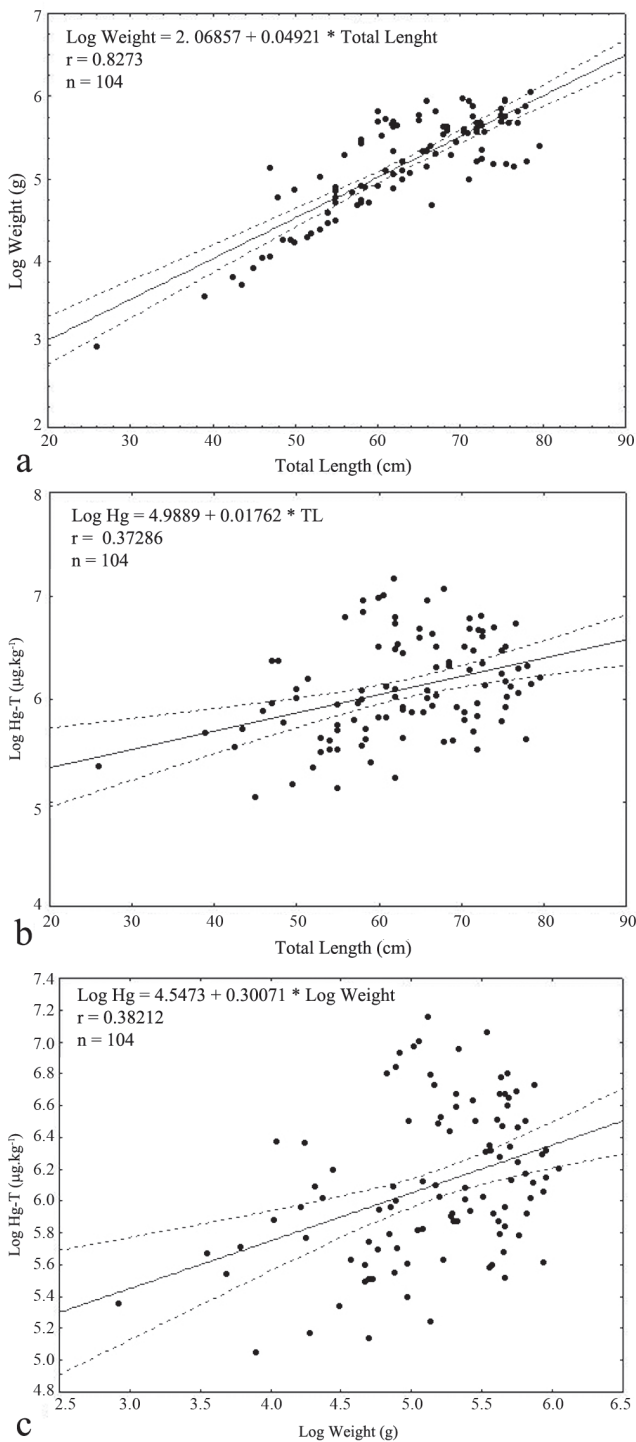 7
Log Weight = 2. 06857 + 0.04921 * Total Lenght
r = 0.8273
n = 104
6
5
4
3
2
Log Weight (g)
20 30 40 50 60 70 80 90
Total Length (cm)
a
8
Log Hg = 4.9889 + 0.01762 * TL
r = 0.37286
n = 104
7
6
5
4
Log Hg-T (µg.kg⁻¹)
20 30 40 50 60 70 80 90
Total Length (cm)
b
7.4
Log Hg = 4.5473 + 0.30071 * Log Weight
r = 0.38212
n = 104
7.2
7.0
6.8
6.6
6.4
6.2
6.0
5.8
5.6
5.4
5.2
5.0
4.8
Log Hg-T (µg.kg⁻¹)
2.5 3.0 3.5 4.0 4.5 5.0 5.5 6.0 6.5
Log Weight (g)
c